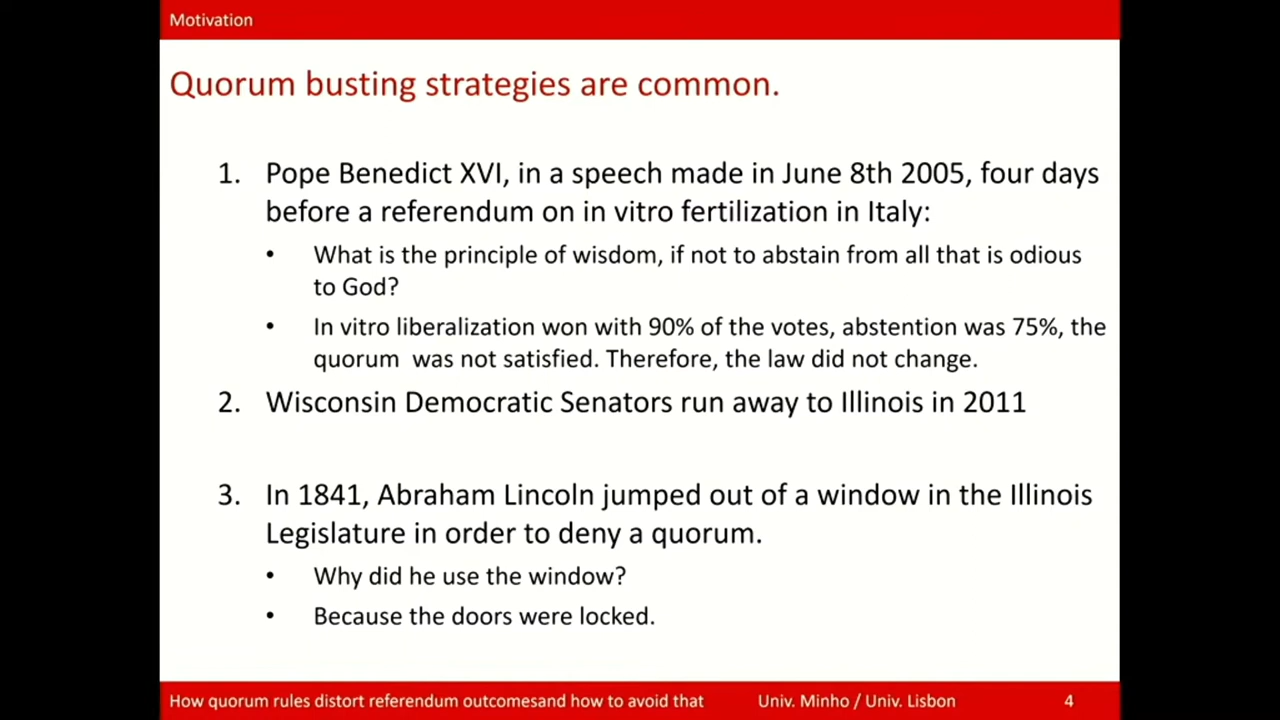 Motivation
Quorum busting strategies are common.
1. Pope Benedict XVI, in a speech made in June 8th 2005, four days
before a referendum on in vitro fertilization in Italy:
• What is the principle of wisdom, if not to abstain from all that is odious
to God?
• In vitro liberalization won with 90% of the votes, abstention was 75%, the
quorum was not satisfied. Therefore, the law did not change.
2. Wisconsin Democratic Senators run away to Illinois in 2011
3. In 1841, Abraham Lincoln jumped out of a window in the Illinois
Legislature in order to deny a quorum.
• Why did he use the window?
• Because the doors were locked.
How quorum rules distort referendum outcomesand how to avoid that Univ. Minho / Univ. Lisbon 4